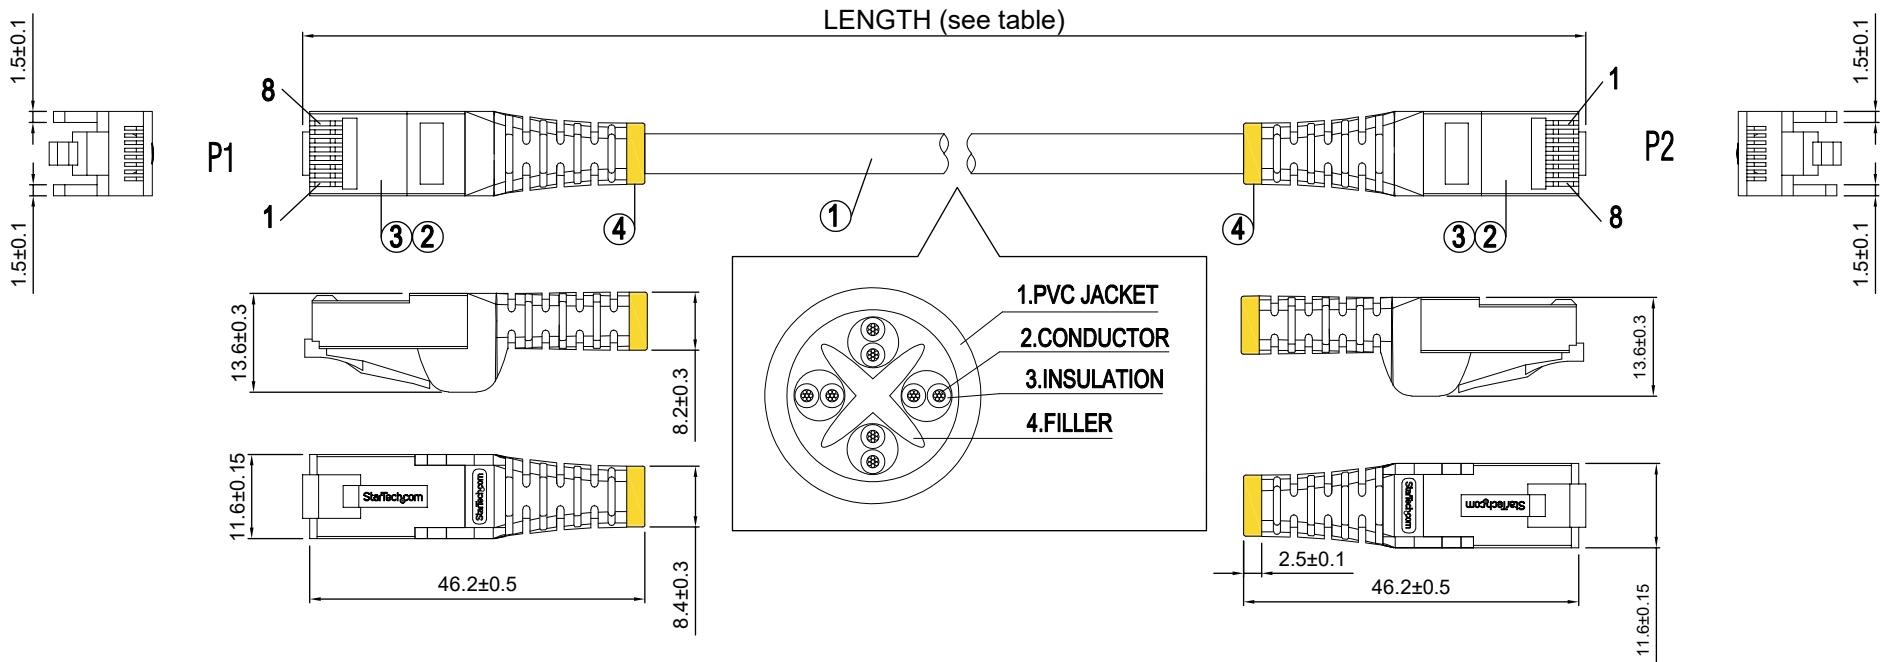 LENGTH (see table)
1.5±0.1
1.5±0.1
8
1
P1
1
8
P2
1.5±0.1
1.5±0.1
3 2
4
1
4
3 2
13.6±0.3
8.2±0.3
1.PVC JACKET
2.CONDUCTOR
3.INSULATION
4.FILLER
13.6±0.3
11.6±0.15
StarTech.com
StarTech.com
46.2±0.5
8.4±0.3
StarTech.com
StarTech.com
2.5±0.1
46.2±0.5
11.6±0.15